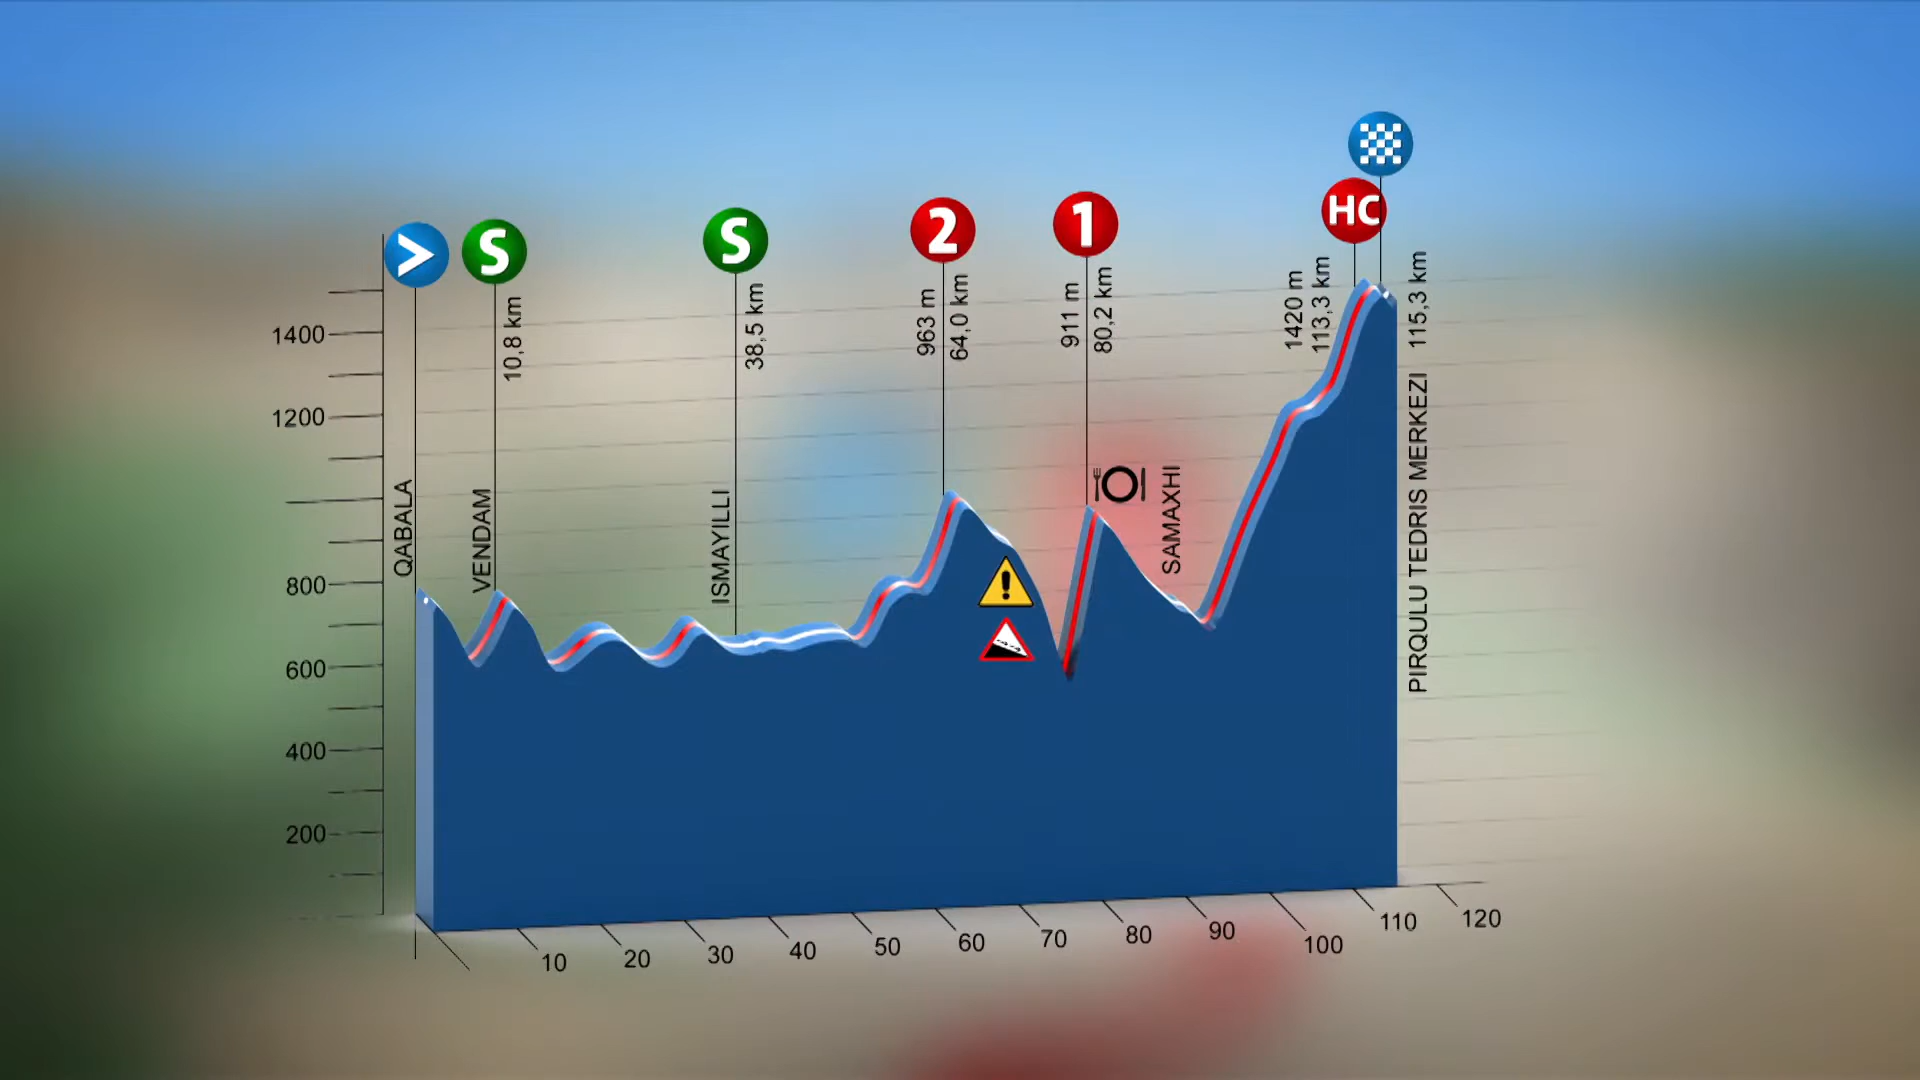 >
S
S
2
1
HC
10,8 km
38,5 km
963 m
64,0 km
911 m
80,2 km
1420 m
113,3 km
115,3 km
QABALA
VENDAM
ISMAYILLI
SAMAXHI
PIRQULU TEDRIS MERKEZI
!
1400
1200
800
600
400
200
10
20
30
40
50
60
70
80
90
100
110
120